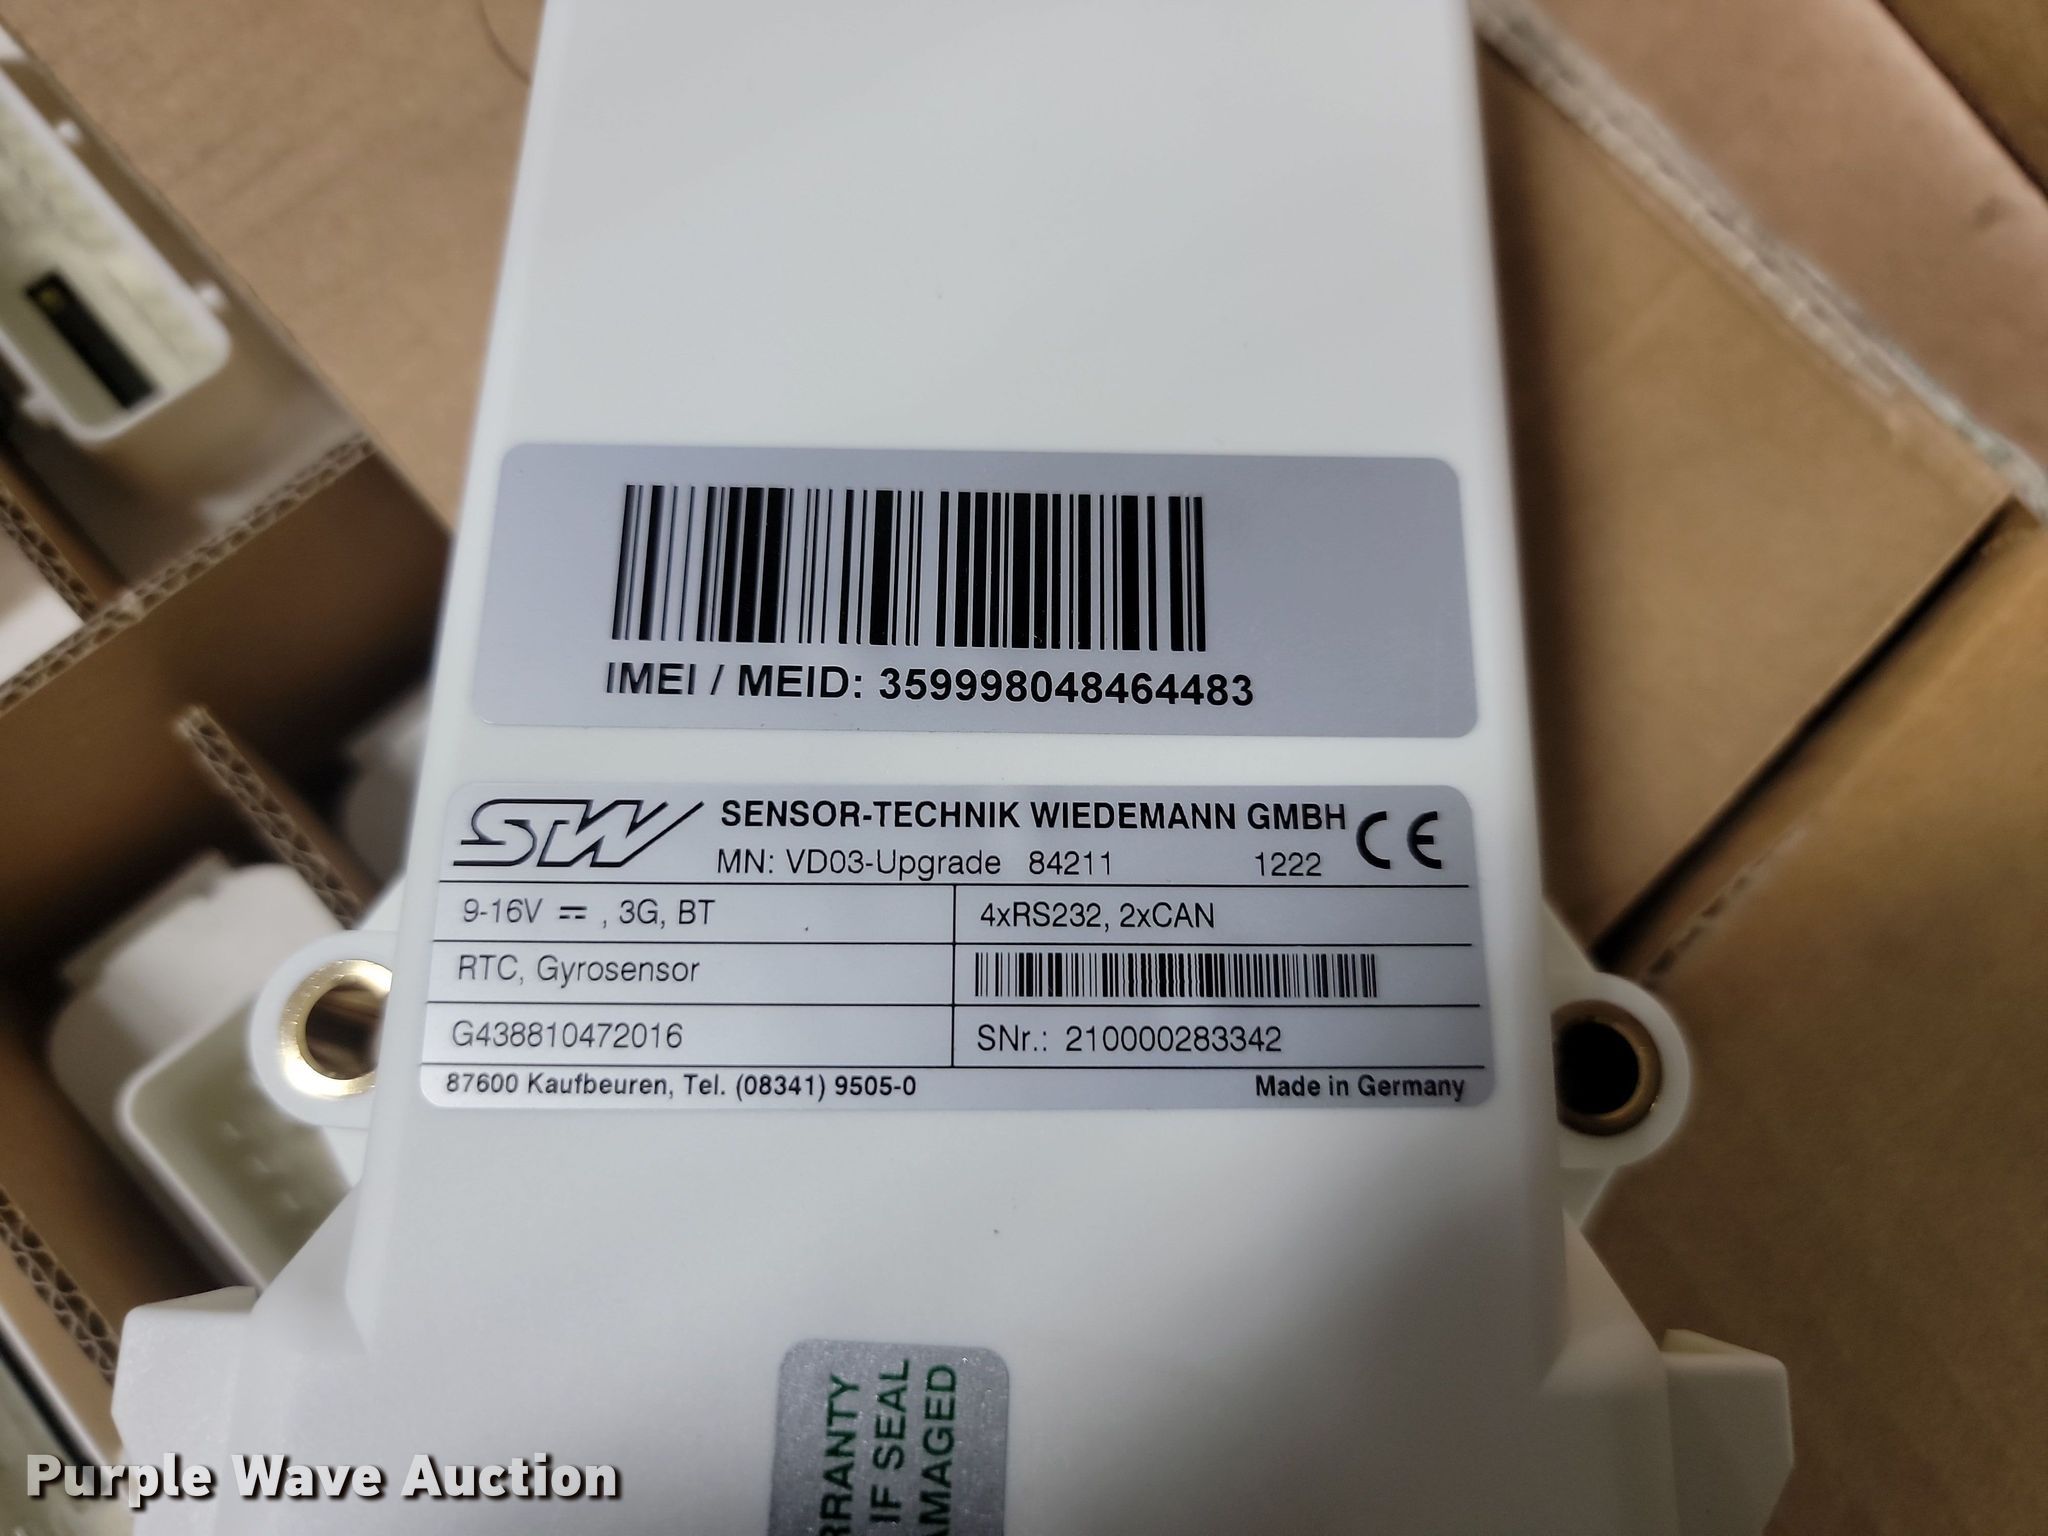 IMEI / MEID: 359998048464483
STW SENSOR-TECHNIK WIEDEMANN GMBH CE
MN: VD03-Upgrade 84211 1222
9-16V ⎓ , 3G, BT 4xRS232, 2xCAN
RTC, Gyrosensor
G438810472016 SNr.: 210000283342
87600 Kaufbeuren, Tel. (08341) 9505-0 Made in Germany
IF SEAL
Purple Wave Auction